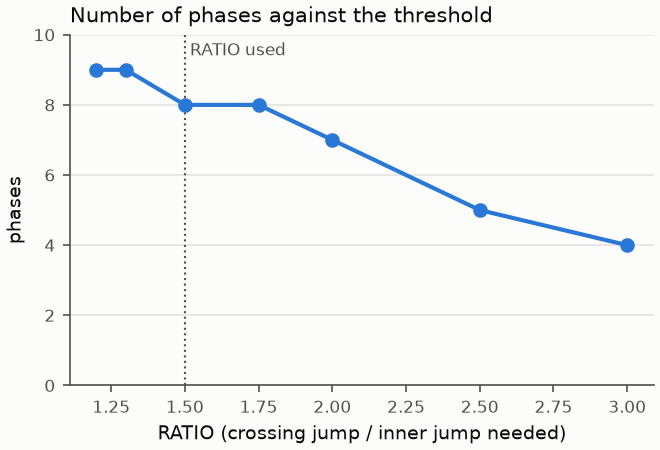 Number of phases against the threshold
10
RATIO used
8
6
4
2
0
phases
1.25 1.50 1.75 2.00 2.25 2.50 2.75 3.00
RATIO (crossing jump / inner jump needed)